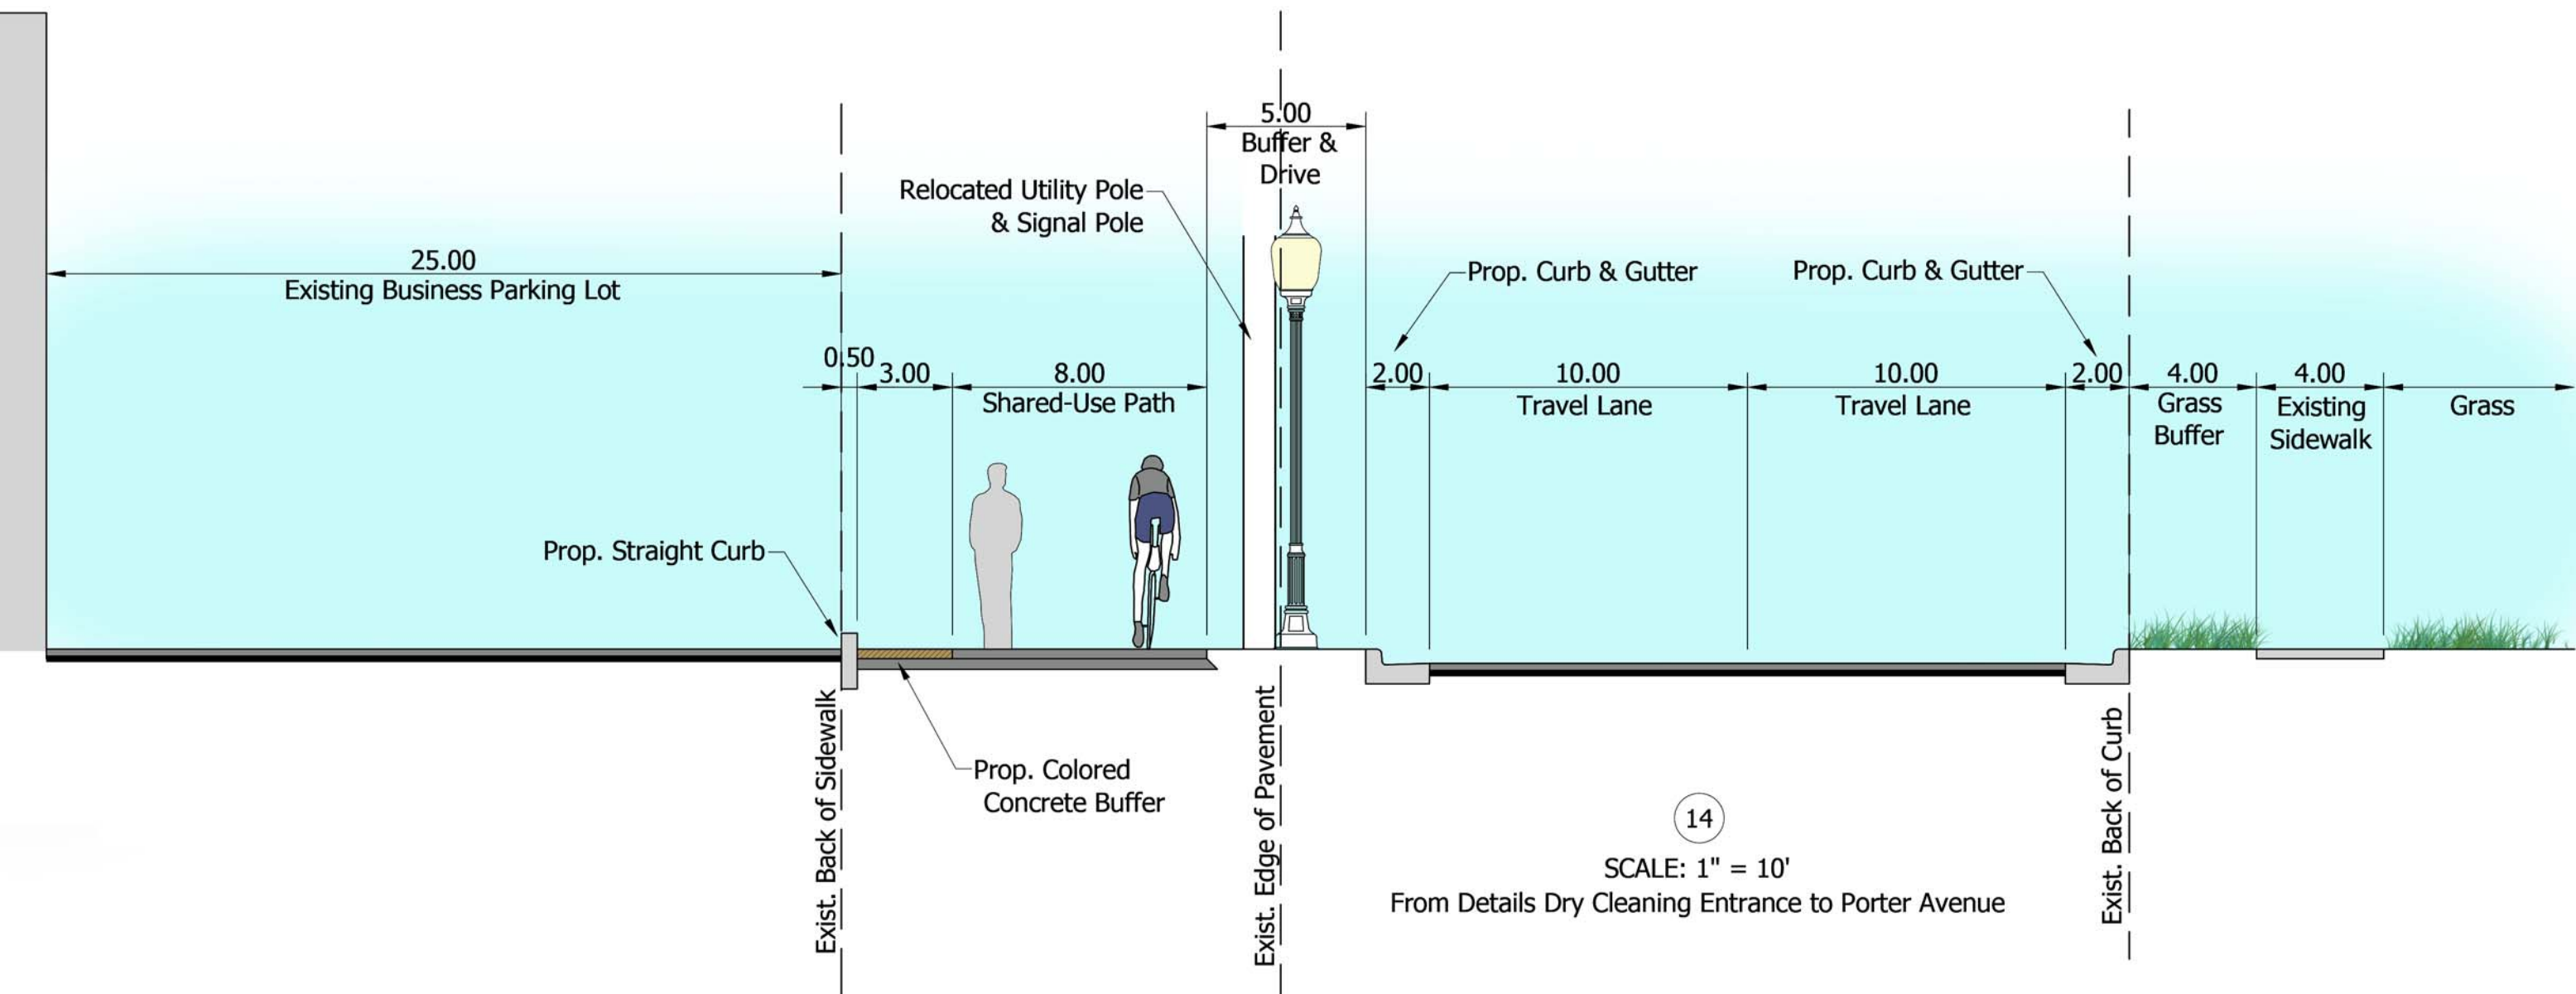 5.00
Buffer &
Drive
Relocated Utility Pole
& Signal Pole
25.00
Existing Business Parking Lot
Prop. Curb & Gutter
Prop. Curb & Gutter
0.50
3.00
8.00
Shared-Use Path
2.00
10.00
Travel Lane
10.00
Travel Lane
2.00
4.00
Grass
Buffer
4.00
Existing
Sidewalk
Grass
Prop. Straight Curb
Prop. Colored
Concrete Buffer
Exist. Back of Sidewalk
Exist. Edge of Pavement
Exist. Back of Curb
14
SCALE: 1" = 10'
From Details Dry Cleaning Entrance to Porter Avenue